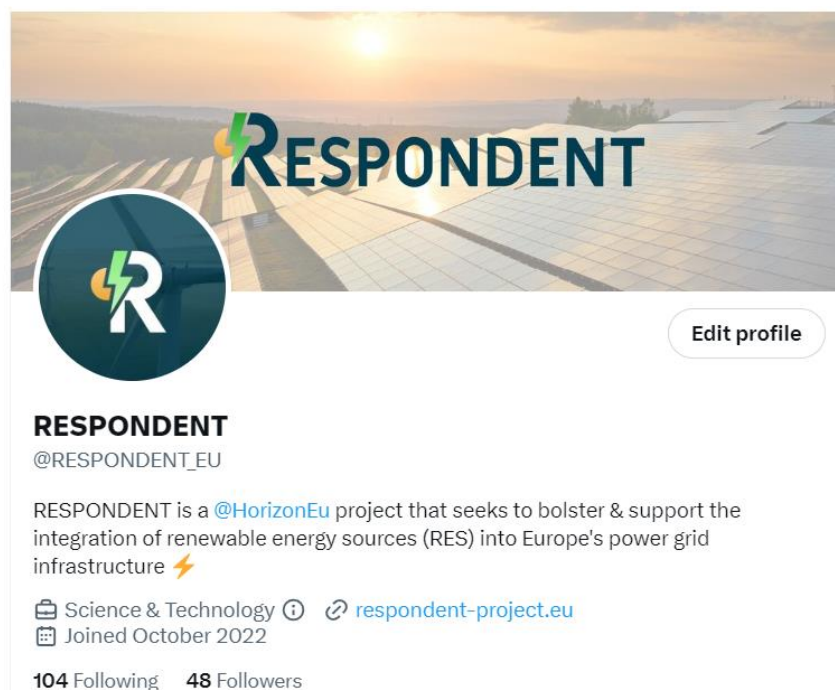 RESPONDENT
R
Edit profile
RESPONDENT
@RESPONDENT_EU
RESPONDENT is a @HorizonEu project that seeks to bolster & support the
integration of renewable energy sources (RES) into Europe's power grid
infrastructure ⚡
Science & Technology respondent-project.eu
Joined October 2022
104 Following 48 Followers